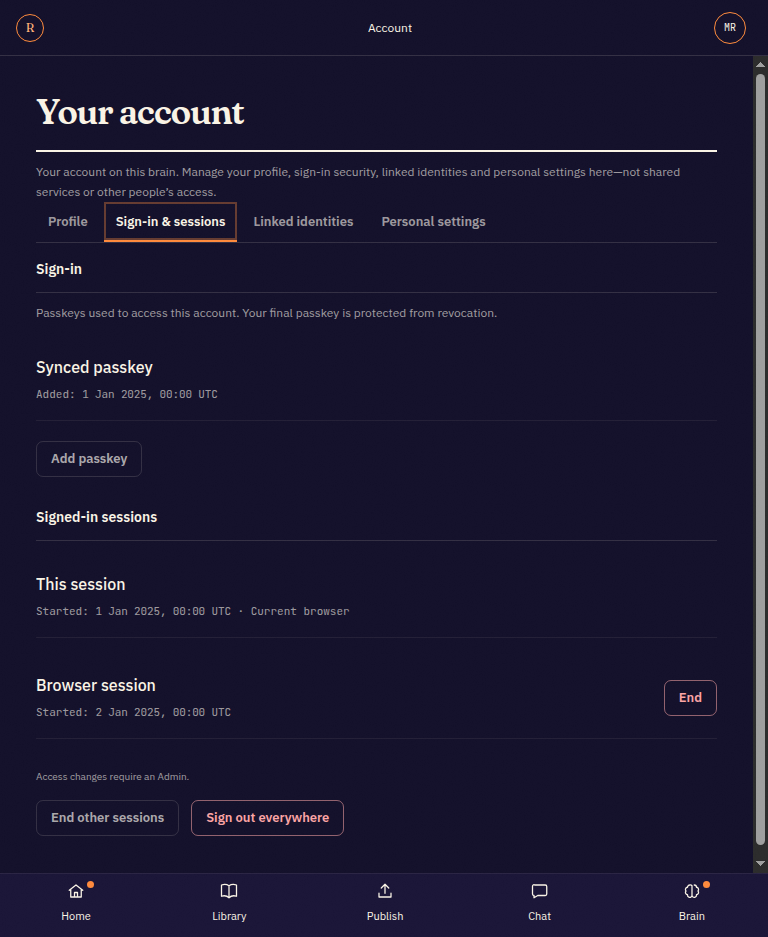 R
Account
MR
Your account
Your account on this brain. Manage your profile, sign-in security, linked identities and personal settings here—not shared
services or other people's access.
Profile
Sign-in & sessions
Linked identities
Personal settings
Sign-in
Passkeys used to access this account. Your final passkey is protected from revocation.
Synced passkey
Added: 1 Jan 2025, 00:00 UTC
Add passkey
Signed-in sessions
This session
Started: 1 Jan 2025, 00:00 UTC · Current browser
Browser session
End
Started: 2 Jan 2025, 00:00 UTC
Access changes require an Admin.
End other sessions
Sign out everywhere
Home
Library
Publish
Chat
Brain